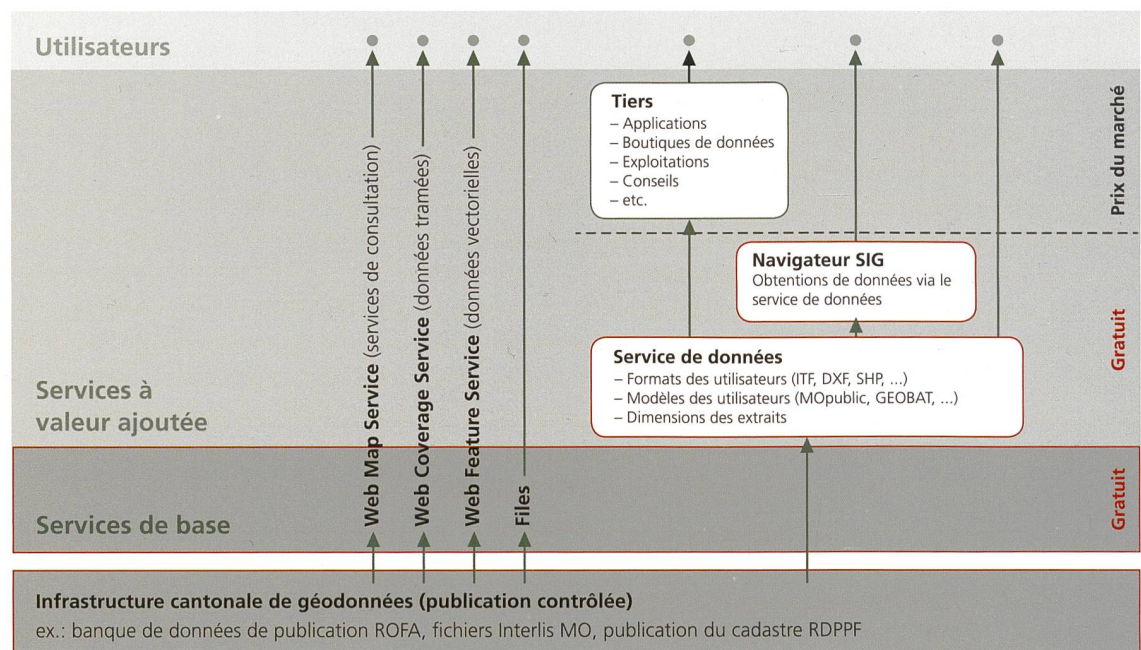 Utilisateurs
Tiers
– Applications
– Boutiques de données
– Exploitations
– Conseils
– etc.
Prix du marché
Navigateur SIG
Obtentions de données via le
service de données
Gratuit
Service de données
– Formats des utilisateurs (ITF, DXF, SHP, ...)
– Modèles des utilisateurs (MOpublic, GEOBAT, ...)
– Dimensions des extraits
Services à
valeur ajoutée
Web Map Service (services de consultation)
Web Coverage Service (données tramées)
Web Feature Service (données vectorielles)
Files
Services de base
Gratuit
Infrastructure cantonale de géodonnées (publication contrôlée)
ex.: banque de données de publication ROFA, fichiers Interlis MO, publication du cadastre RDPPF